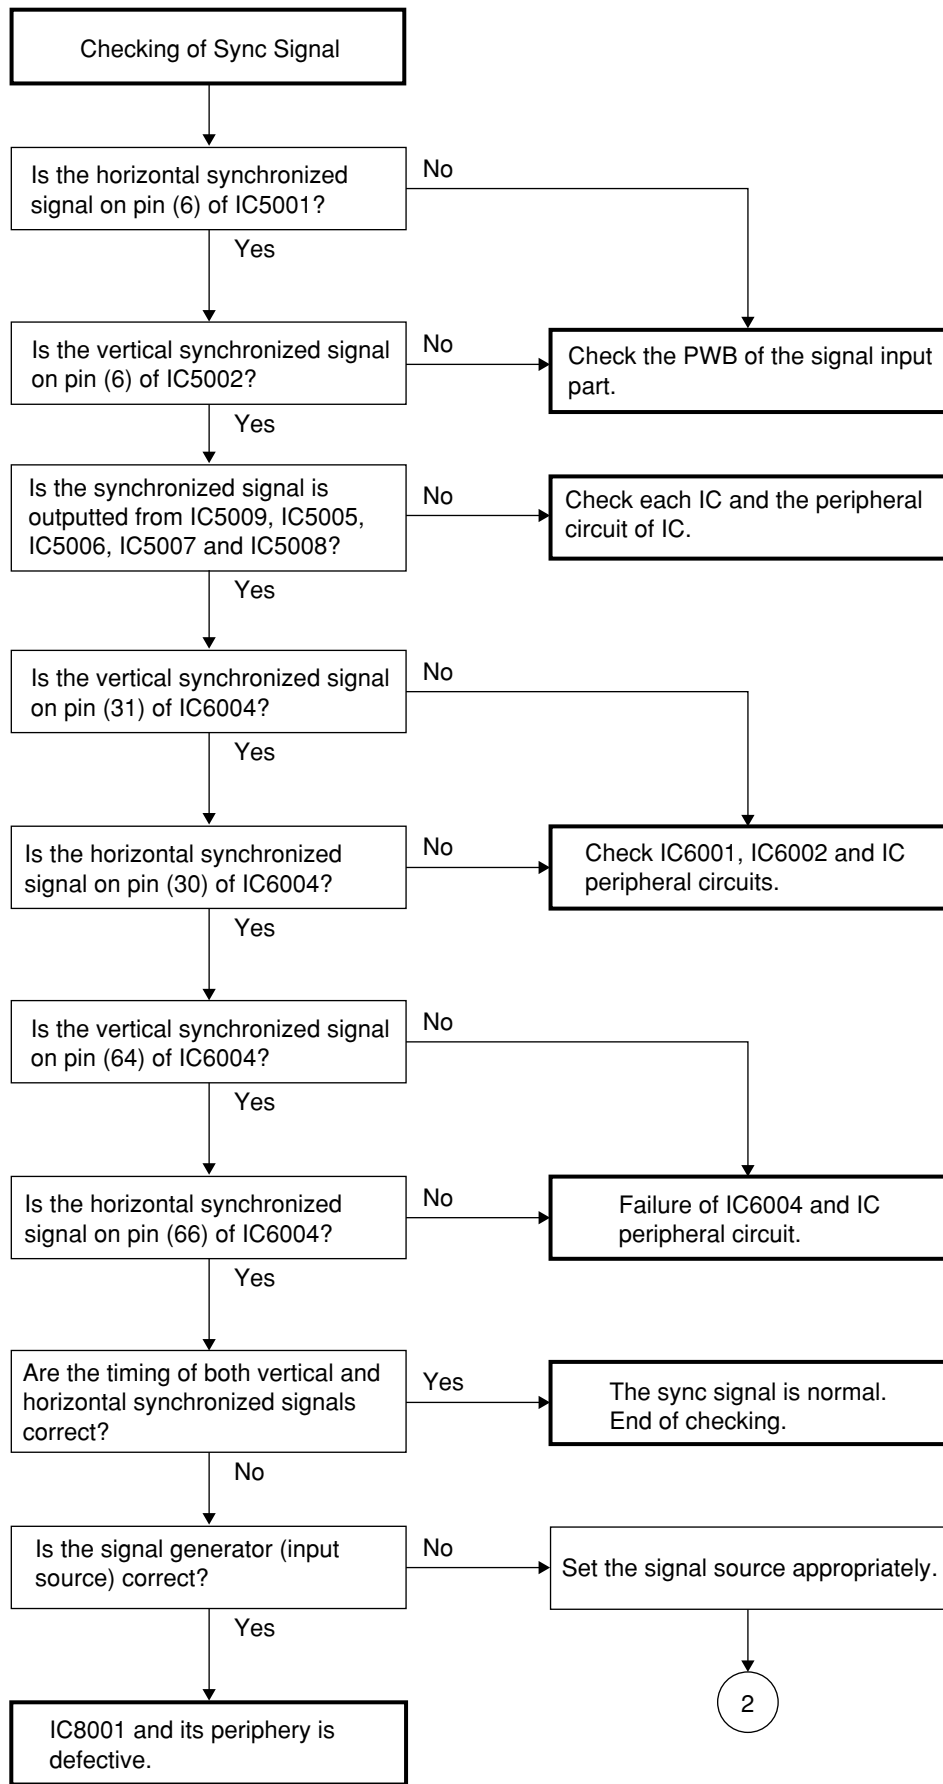 Checking of Sync Signal
Is the horizontal synchronized
signal on pin (6) of IC5001?
No
Yes
Is the vertical synchronized signal
on pin (6) of IC5002?
No
Check the PWB of the signal input
part.
Yes
Is the synchronized signal is
outputted from IC5009, IC5005,
IC5006, IC5007 and IC5008?
No
Check each IC and the peripheral
circuit of IC.
Yes
Is the vertical synchronized signal
on pin (31) of IC6004?
No
Yes
Is the horizontal synchronized
signal on pin (30) of IC6004?
No
Check IC6001, IC6002 and IC
peripheral circuits.
Yes
Is the vertical synchronized signal
on pin (64) of IC6004?
No
Yes
Is the horizontal synchronized
signal on pin (66) of IC6004?
No
Failure of IC6004 and IC
peripheral circuit.
Yes
Are the timing of both vertical and
horizontal synchronized signals
correct?
Yes
The sync signal is normal.
End of checking.
No
Is the signal generator (input
source) correct?
No
Set the signal source appropriately.
Yes
2
IC8001 and its periphery is
defective.